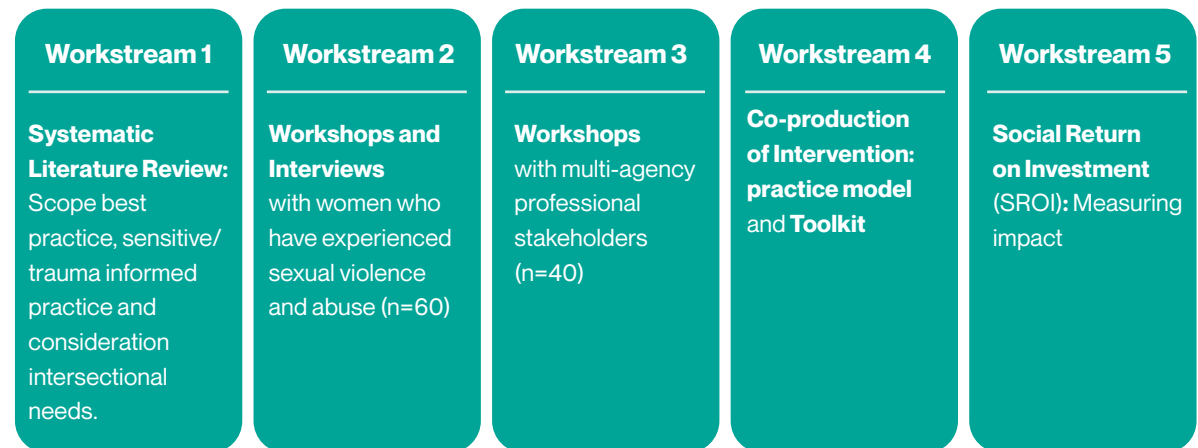 Workstream 1
Systematic
Literature Review:
Scope best
practice, sensitive/
trauma informed
practice and
consideration
intersectional
needs.
Workstream 2
Workshops and
Interviews
with women who
have experienced
sexual violence
and abuse (n=60)
Workstream 3
Workshops
with multi-agency
professional
stakeholders
(n=40)
Workstream 4
Co-production
of Intervention:
practice model
and Toolkit
Workstream 5
Social Return
on Investment
(SROI): Measuring
impact